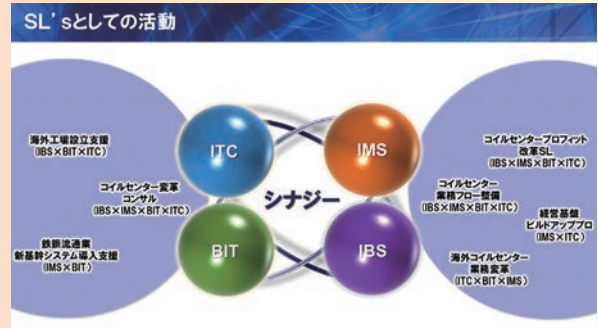 SL'sとしての活動
海外工場設立支援
(IBS×BIT×ITC)
コイルセンター変革
コンサル
(IBS×IMS×BIT×ITC)
鉄鋼流通業
新基幹システム導入支援
(IMS×BIT)
ITC
IMS
シナジー
BIT
IBS
コイルセンタープロフィット
改革SL
(IBS×IMS×BIT×ITC)
コイルセンター
業務フロー整備
(IBS×IMS×BIT×ITC)
経営基盤
ビルドアッププロ
(IMS×ITC)
海外コイルセンター
業務変革
(ITC×BIT×IMS)